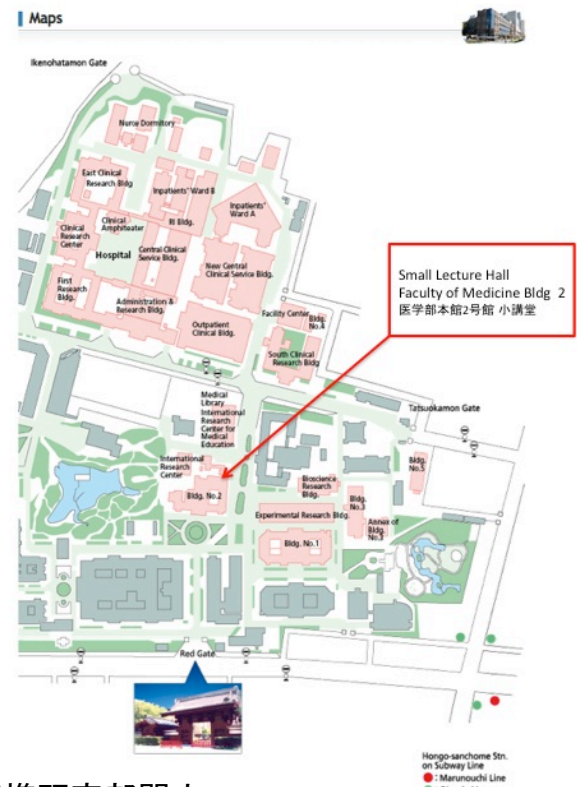 Maps
Ikenohatamon Gate
Nurce Dormitory
East Clinical
Research Bldg
Inpatients' Ward B
Inpatients'
Ward A
Clinical
Amphiteater
RI Bldg.
Clinical
Research
Center
Hospital
Central Clinical
Service Bldg.
New Central
Clinical Service Bldg.
First
Research
Bldg.
Administration &
Research Bldg.
Outpatient
Clinical Bldg.
Facility Center
Bldg.
No.4
South Clinical
Research Bldg
Small Lecture Hall
Faculty of Medicine Bldg 2
医学部本館2号館 小講堂
Medical
Library
International
Research
Center for
Medical
Education
Tatsuokamon Gate
International
Research
Center
Bldg. No.2
Bioscience
Research
Bldg.
Bldg.
No.5
Bldg.
No.3
Experimental Research Bldg.
Annex of
Bldg.
No.3
Bldg. No.1
Red Gate
Hongo-sanchome Stn.
on Subway Line
: Marunouchi Line